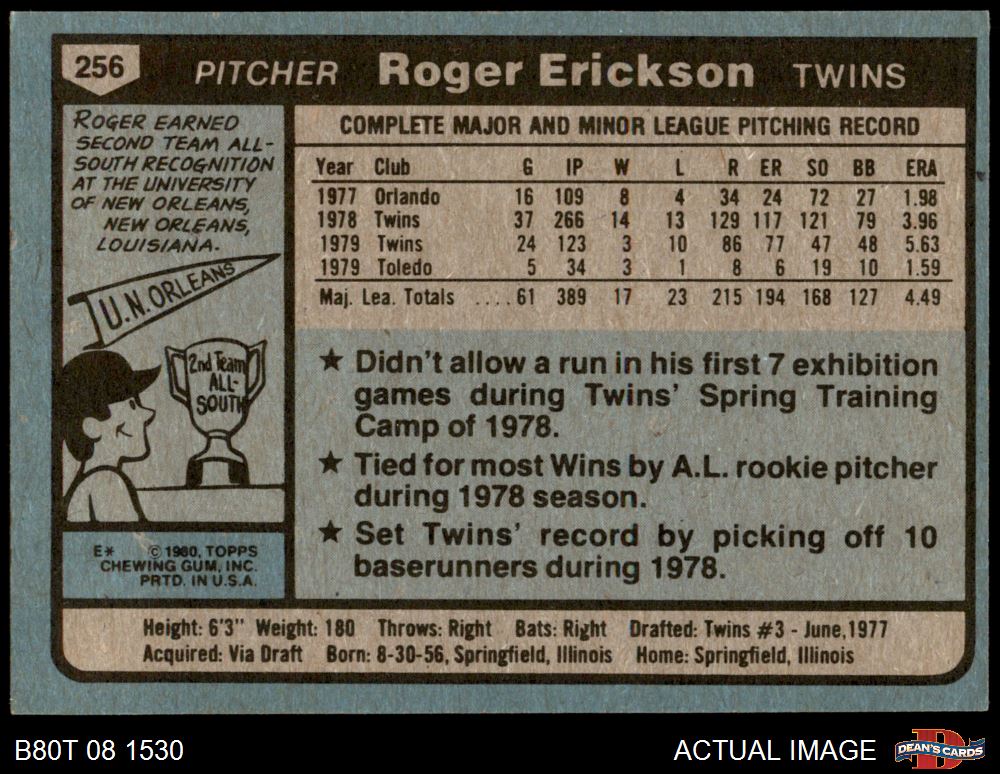 256 PITCHER Roger Erickson TWINS
ROGER EARNED
SECOND TEAM ALL-
SOUTH RECOGNITION
AT THE UNIVERSITY
OF NEW ORLEANS,
NEW ORLEANS,
LOUISIANA.
U.N. ORLEANS
2nd Team
ALL-
SOUTH
E* © 1980, TOPPS
CHEWING GUM, INC.
PRTD. IN U.S.A.
COMPLETE MAJOR AND MINOR LEAGUE PITCHING RECORD
Year Club G IP W L R ER SO BB ERA
1977 Orlando 16 109 8 4 34 24 72 27 1.98
1978 Twins 37 266 14 13 129 117 121 79 3.96
1979 Twins 24 123 3 10 86 77 47 48 5.63
1979 Toledo 5 34 3 1 8 6 19 10 1.59
Maj. Lea. Totals ....61 389 17 23 215 194 168 127 4.49
★ Didn't allow a run in his first 7 exhibition
games during Twins' Spring Training
Camp of 1978.
★ Tied for most Wins by A.L. rookie pitcher
during 1978 season.
★ Set Twins' record by picking off 10
baserunners during 1978.
Height: 6'3" Weight: 180 Throws: Right Bats: Right Drafted: Twins #3 - June, 1977
Acquired: Via Draft Born: 8-30-56, Springfield, Illinois Home: Springfield, Illinois
B80T 08 1530 ACTUAL IMAGE DEAN'S CARDS